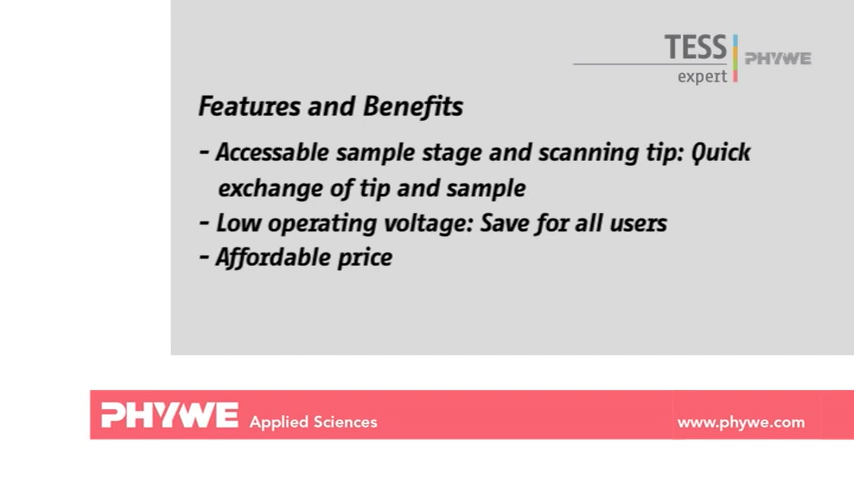 TESS
expert
PHYWE
Features and Benefits
- Accessable sample stage and scanning tip: Quick
exchange of tip and sample
- Low operating voltage: Save for all users
- Affordable price
PHYWE Applied Sciences
www.phywe.com